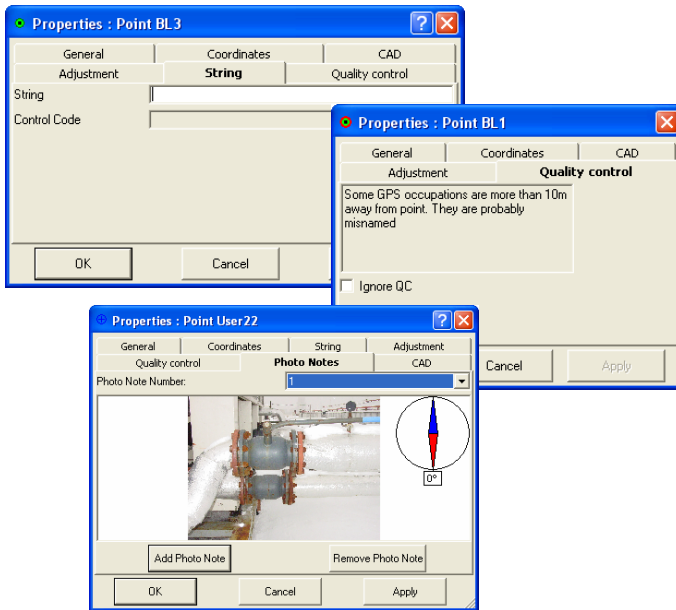 Properties : Point BL3
General Coordinates CAD
Adjustment String Quality control
String
Control Code
OK Cancel
Properties : Point BL1
General Coordinates CAD
Adjustment Quality control
Some GPS occupations are more than 10m
away from point. They are probably
misnamed
Ignore QC
Cancel Apply
Properties : Point User22
General Coordinates String Adjustment
Quality control Photo Notes CAD
Photo Note Number: 1
0°
Add Photo Note Remove Photo Note
OK Cancel Apply